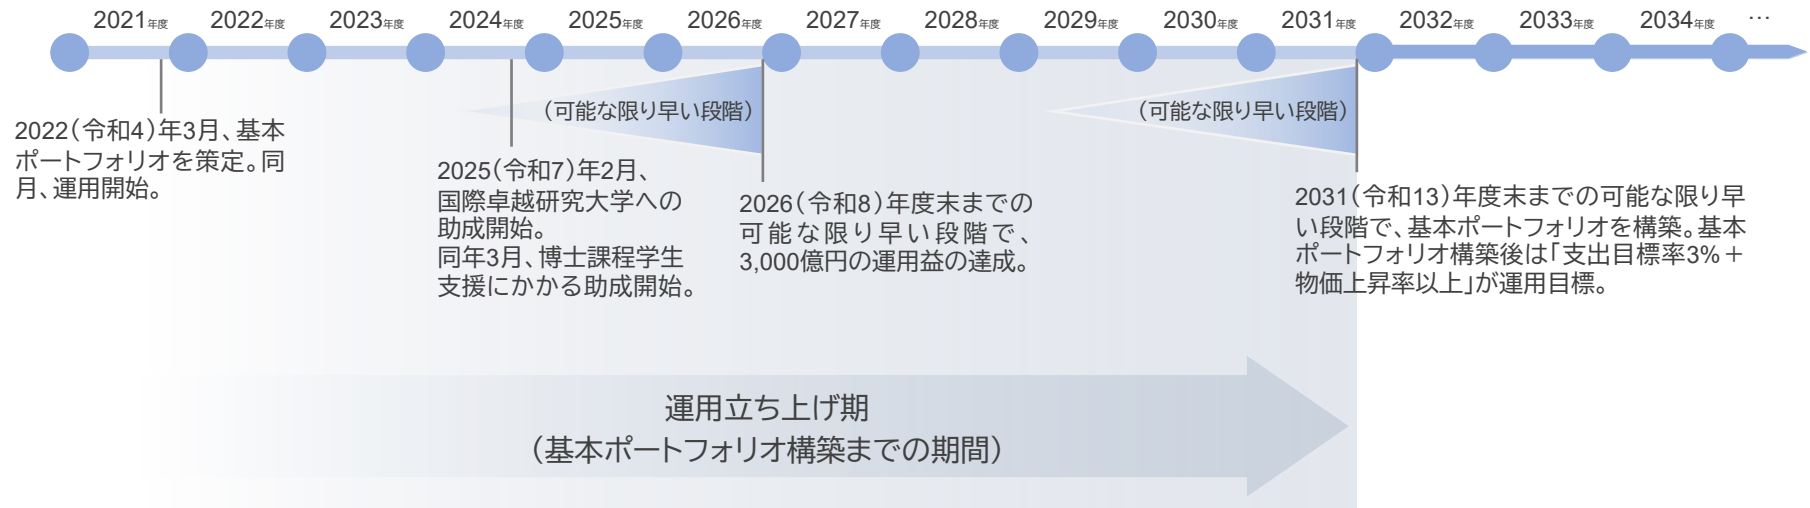 2021年度 2022年度 2023年度 2024年度 2025年度 2026年度 2027年度 2028年度 2029年度 2030年度 2031年度 2032年度 2033年度 2034年度 …
（可能な限り早い段階）
（可能な限り早い段階）
2022（令和4）年3月、基本
ポートフォリオを策定。同
月、運用開始。
2025（令和7）年2月、
国際卓越研究大学への
助成開始。
同年3月、博士課程学生
支援にかかる助成開始。
2026（令和8）年度末までの
可能な限り早い段階で、
3,000億円の運用益の達成。
2031（令和13）年度末までの可能な限り早
い段階で、基本ポートフォリオを構築。基本
ポートフォリオ構築後は「支出目標率3%＋
物価上昇率以上」が運用目標。
運用立ち上げ期
（基本ポートフォリオ構築までの期間）